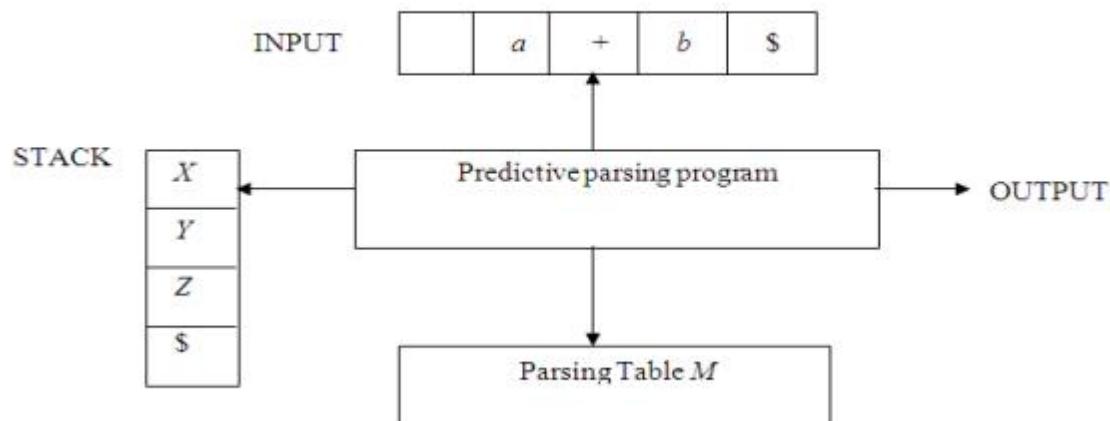 INPUT a + b $
STACK
X
Y
Z
$
Predictive parsing program
OUTPUT
Parsing Table M